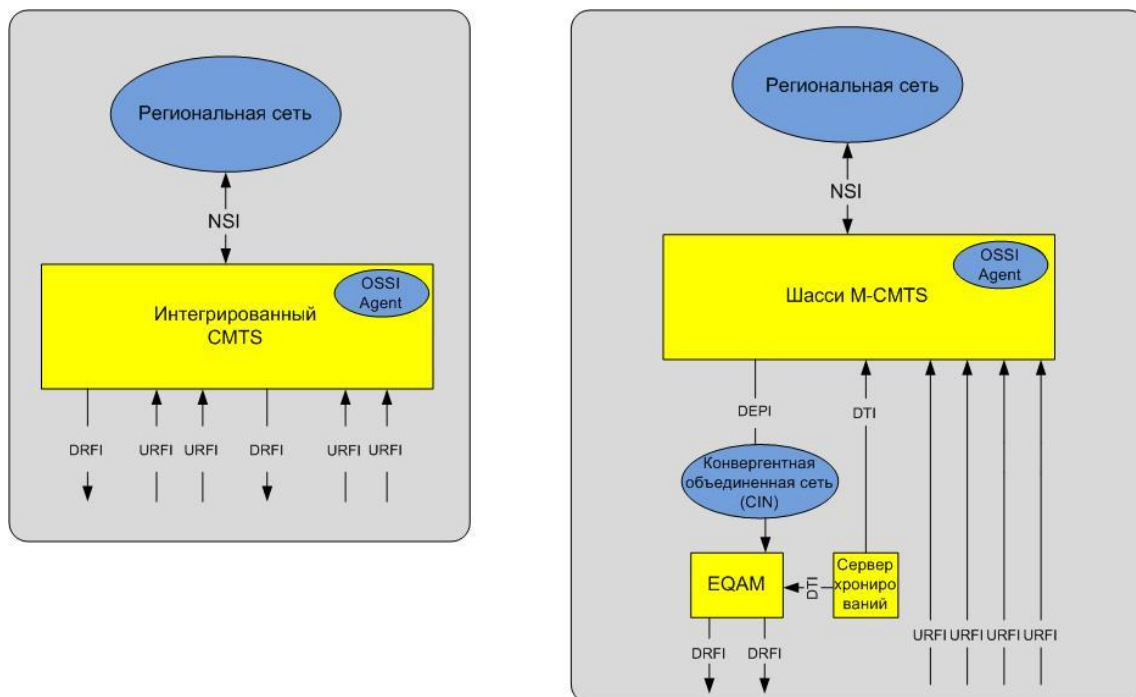 Региональная сеть
NSI
OSSI
Agent
Интегрированный
CMTS
DRFI
URFI
URFI
DRFI
URFI
URFI
Региональная сеть
NSI
OSSI
Agent
Шасси M-CMTS
DEPI
DTI
Конвергентная
объединенная сеть
(CIN)
EQAM
DTI
Сервер
хрониро
ваний
DRFI
DRFI
URFI
URFI
URFI
URFI